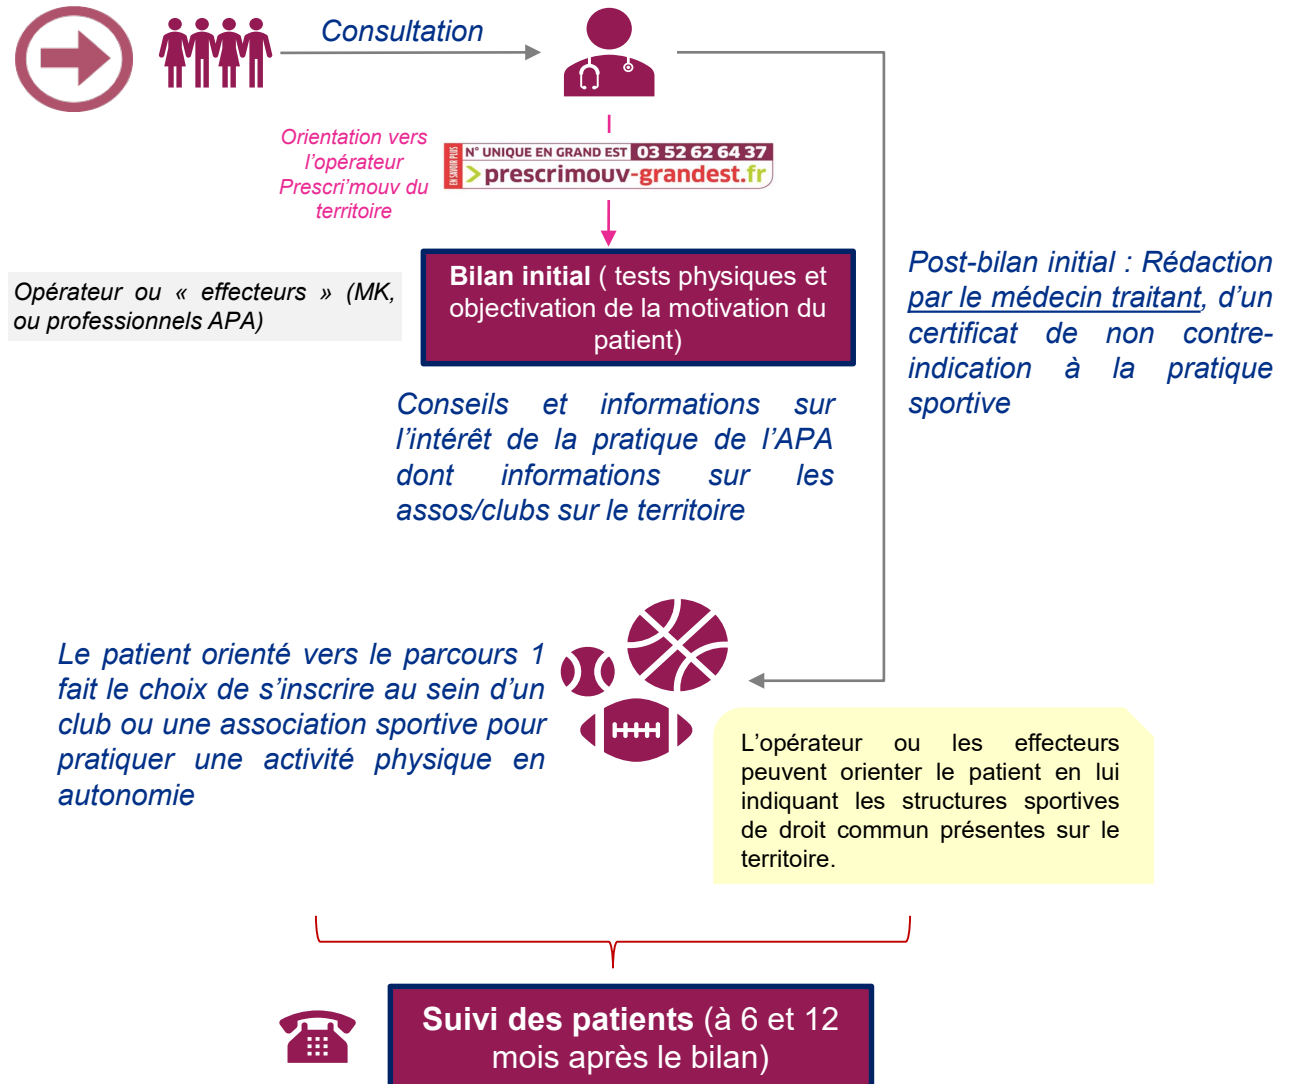 Consultation
Orientation vers
l'opérateur
Prescri'mouv du
territoire
EN SAVOIR PLUS
N° UNIQUE EN GRAND EST 03 52 62 64 37
>prescrimouv-grandest.fr
Opérateur ou « effecteurs » (MK,
ou professionnels APA)
Bilan initial ( tests physiques et
objectivation de la motivation du
patient)
Post-bilan initial : Rédaction
par le médecin traitant, d'un
certificat de non contre-
indication à la pratique
sportive
Conseils et informations sur
l'intérêt de la pratique de l'APA
dont informations sur les
assos/clubs sur le territoire
Le patient orienté vers le parcours 1
fait le choix de s'inscrire au sein d'un
club ou une association sportive pour
pratiquer une activité physique en
autonomie
L'opérateur ou les effecteurs
peuvent orienter le patient en lui
indiquant les structures sportives
de droit commun présentes sur le
territoire.
Suivi des patients (à 6 et 12
mois après le bilan)